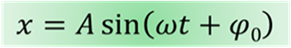 x = A sin(ωt + φ₀)